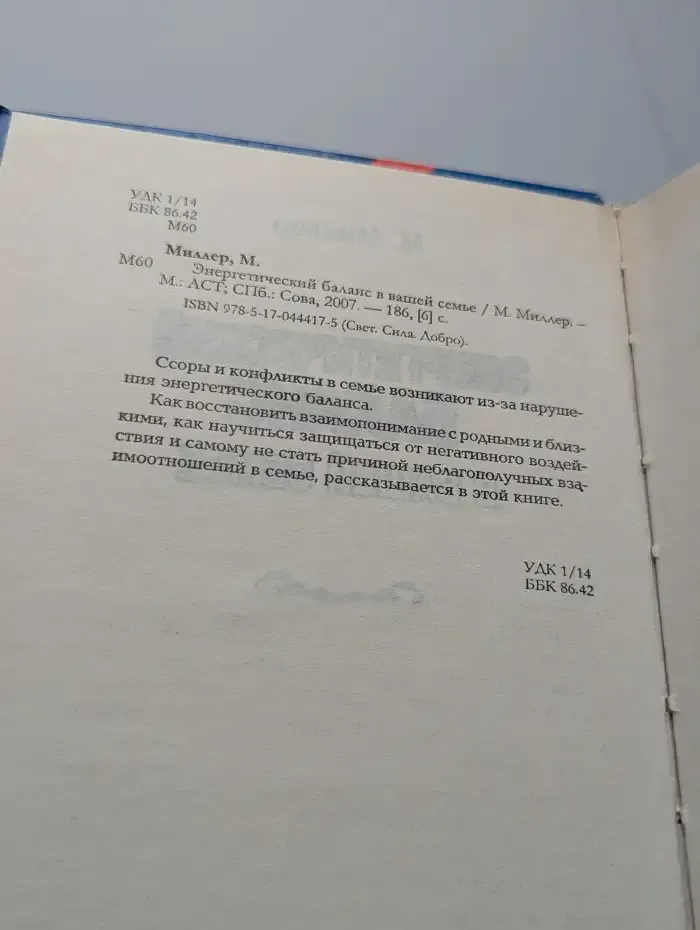 УДК 1/14
ББК 86.42
М60
Миллер, М.
М60 Энергетический баланс в вашей семье / М. Миллер. –
М.: АСТ; СПб.: Сова, 2007. — 186, [6] с.
ISBN 978-5-17-044417-5 (Свет. Сила. Добро).
Ссоры и конфликты в семье возникают из-за наруше-
ния энергетического баланса.
Как восстановить взаимопонимание с родными и близ-
кими, как научиться защищаться от негативного воздей-
ствия и самому не стать причиной неблагополучных вза-
имоотношений в семье, рассказывается в этой книге.
УДК 1/14
ББК 86.42